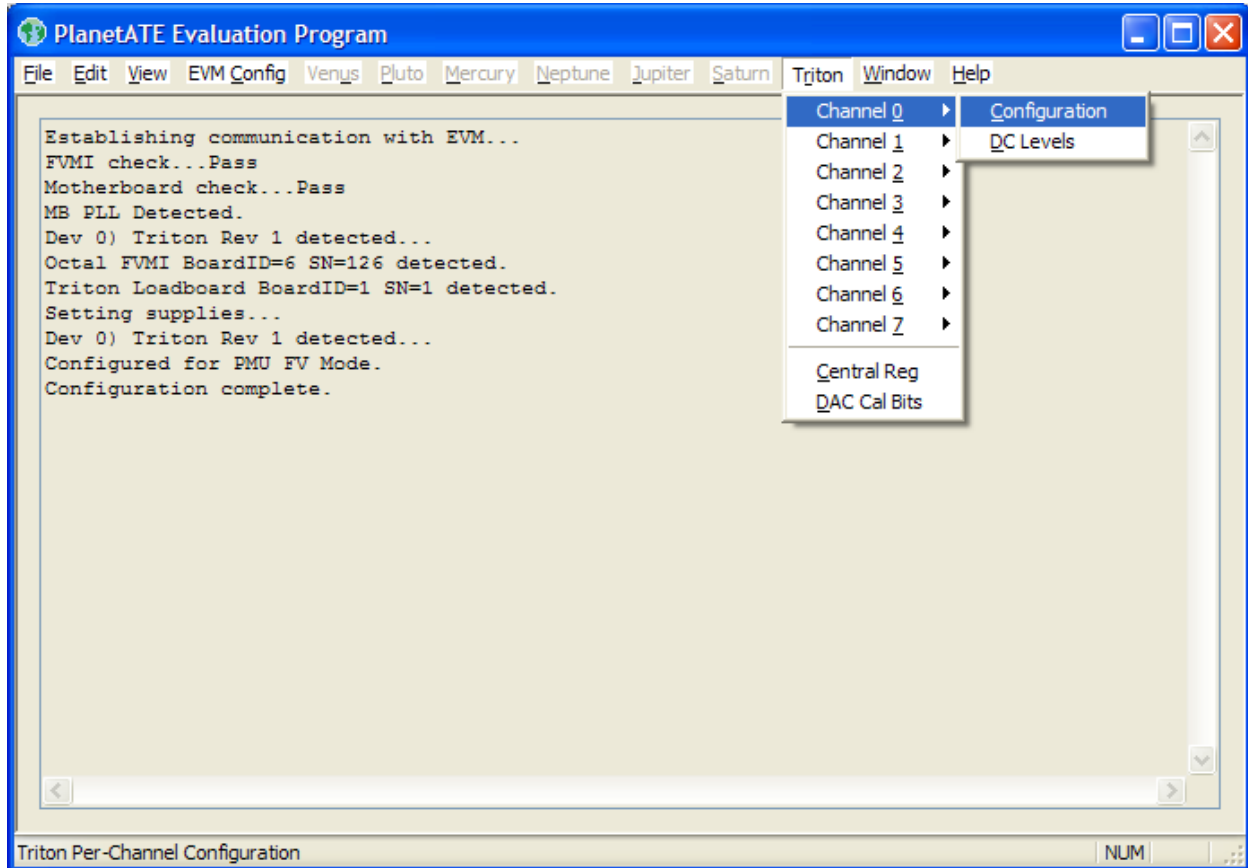 PlanetATE Evaluation Program
File Edit View EVM Config Venus Pluto Mercury Neptune Jupiter Saturn Triton Window Help
Channel 0 Configuration
Channel 1 DC Levels
Channel 2
Channel 3
Channel 4
Channel 5
Channel 6
Channel 7
Central Reg
DAC Cal Bits
Establishing communication with EVM...
FVMI check...Pass
Motherboard check...Pass
MB PLL Detected.
Dev 0) Triton Rev 1 detected...
Octal FVMI BoardID=6 SN=126 detected.
Triton Loadboard BoardID=1 SN=1 detected.
Setting supplies...
Dev 0) Triton Rev 1 detected...
Configured for PMU FV Mode.
Configuration complete.
Triton Per-Channel Configuration NUM